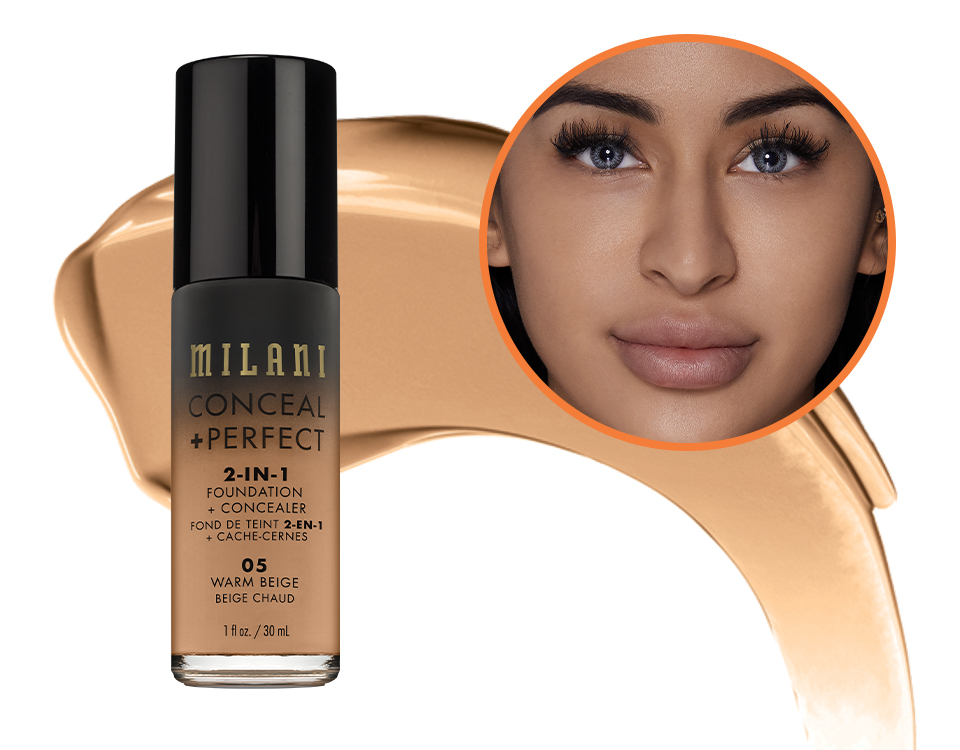 MILANI
CONCEAL
+PERFECT
2-IN-1
FOUNDATION
+ CONCEALER
FOND DE TEINT 2-EN-1
+ CACHE-CERNES
05
WARM BEIGE
BEIGE CHAUD
1 fl oz. / 30 mL